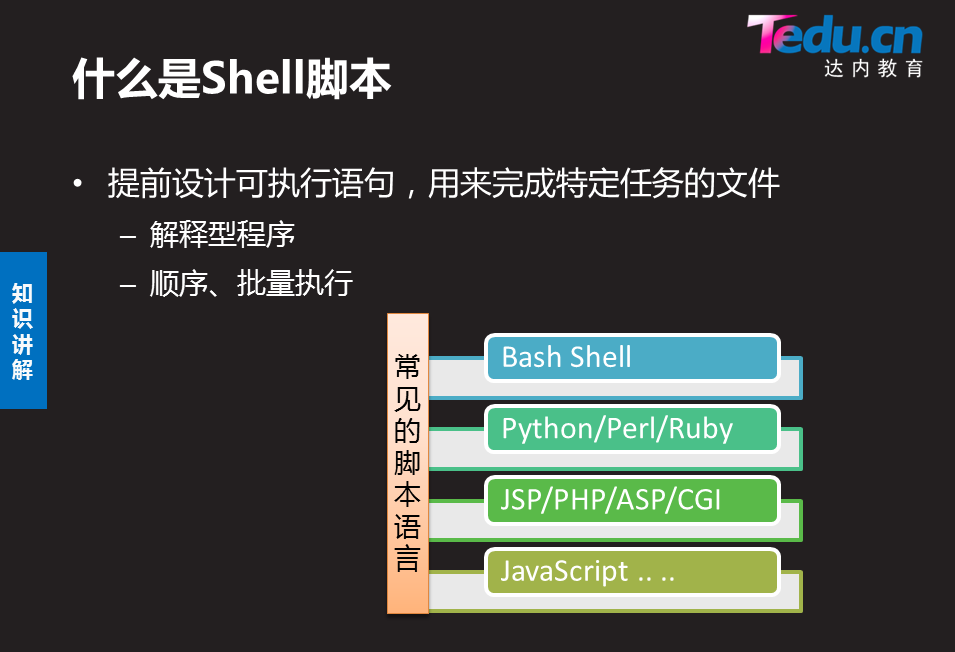 Tedu.cn
达内教育
什么是Shell脚本
• 提前设计可执行语句，用来完成特定任务的文件
– 解释型程序
– 顺序、批量执行
知识讲解
常见的脚本语言
Bash Shell
Python/Perl/Ruby
JSP/PHP/ASP/CGI
JavaScript .. ..